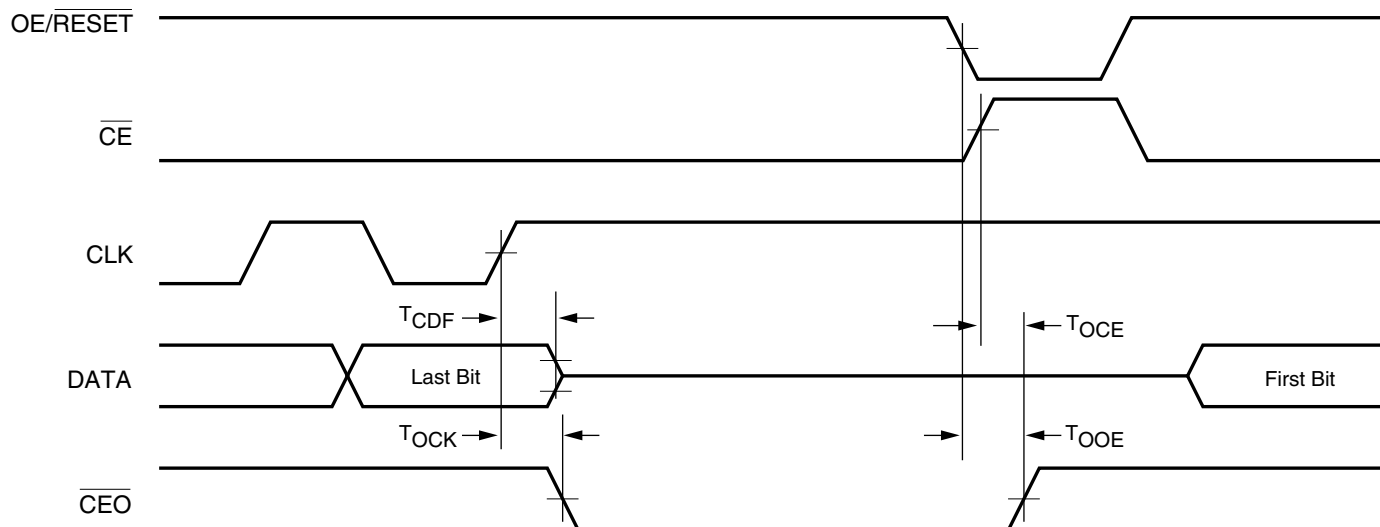 OE/RESET
CE
CLK
TCDF
TOCE
DATA
Last Bit
First Bit
TOCK
TOOE
CEO